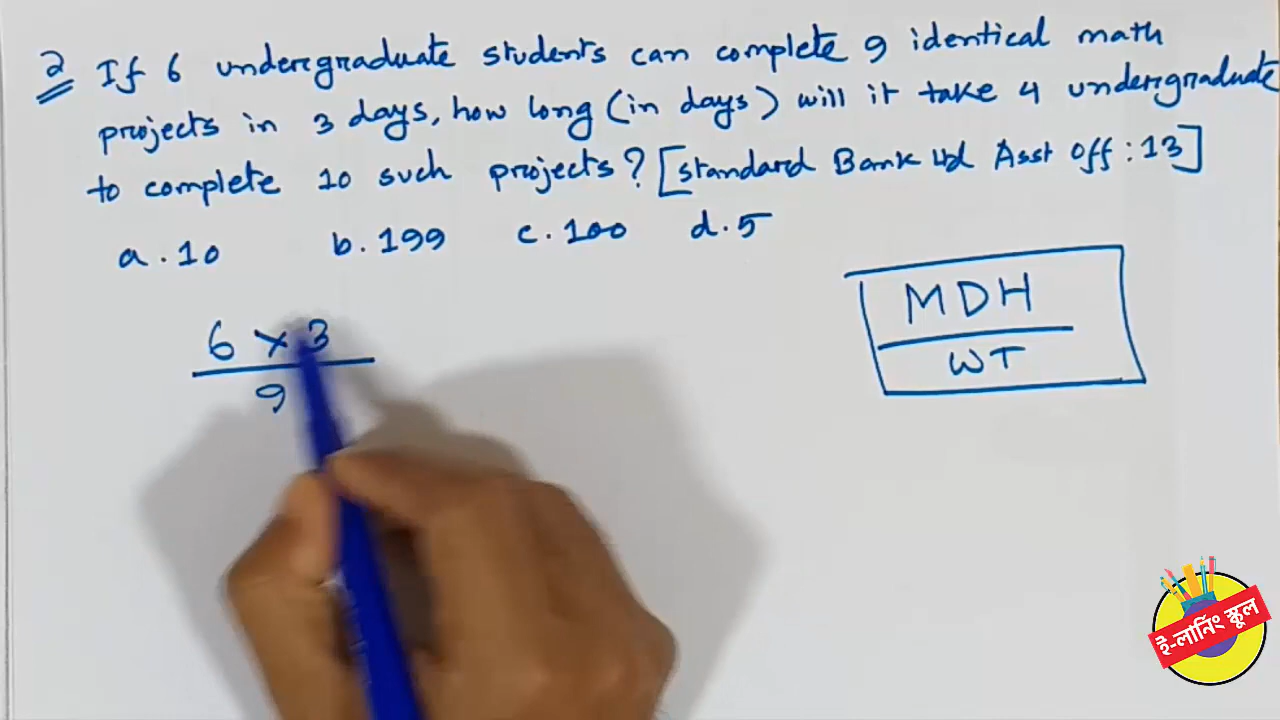 2 If 6 underegraduate students can complete 9 identical math
projects in 3 days, how long (in days) will it take 4 underegraduate
to complete 10 such projects? [Standard Bank Ltd Asst Off : 13]
a. 10 b. 199 c. 100 d. 5
MDH
WT
6 × 3
9
ই-লার্নিং স্কুল